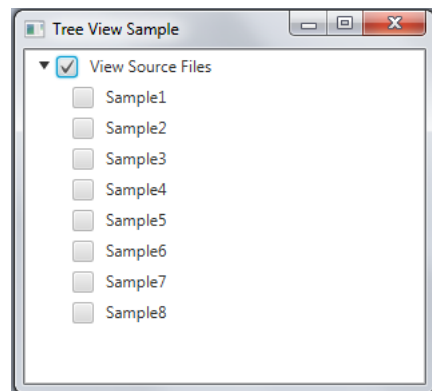 Tree View Sample
View Source Files
Sample1
Sample2
Sample3
Sample4
Sample5
Sample6
Sample7
Sample8